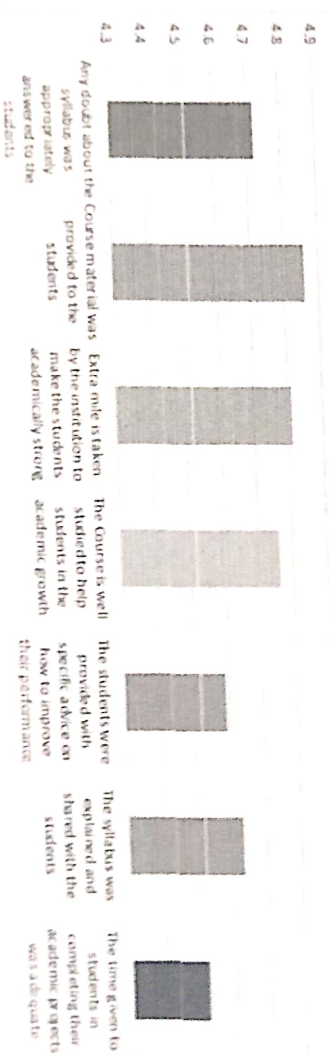 4.9
4.8
4.7
4.6
4.5
4.4
4.3
Any doubt about the
syllabus was
appropriately
answered to the
students
Course material was
provided to the
students
Extra mile is taken
by the institution to
make the students
academically strong
The Course is well
studied to help
students in the
academic growth
The students were
provided with
specific advice on
how to improve
their performance
The syllabus was
explained and
shared with the
students
The time given to
students in
completing their
academic projects
was adequate